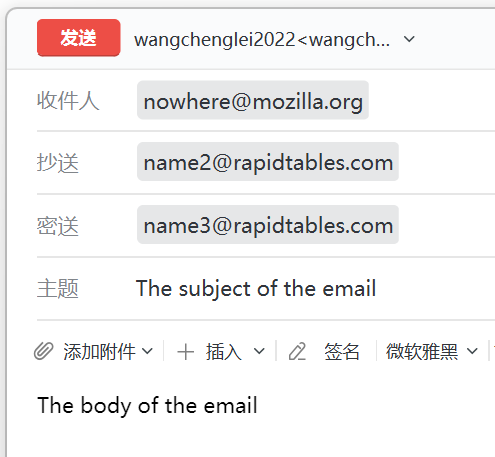 发送 wangchenglei2022<wangch...
收件人 nowhere@mozilla.org
抄送 name2@rapidtables.com
密送 name3@rapidtables.com
主题 The subject of the email
添加附件 插入 签名 微软雅黑
The body of the email